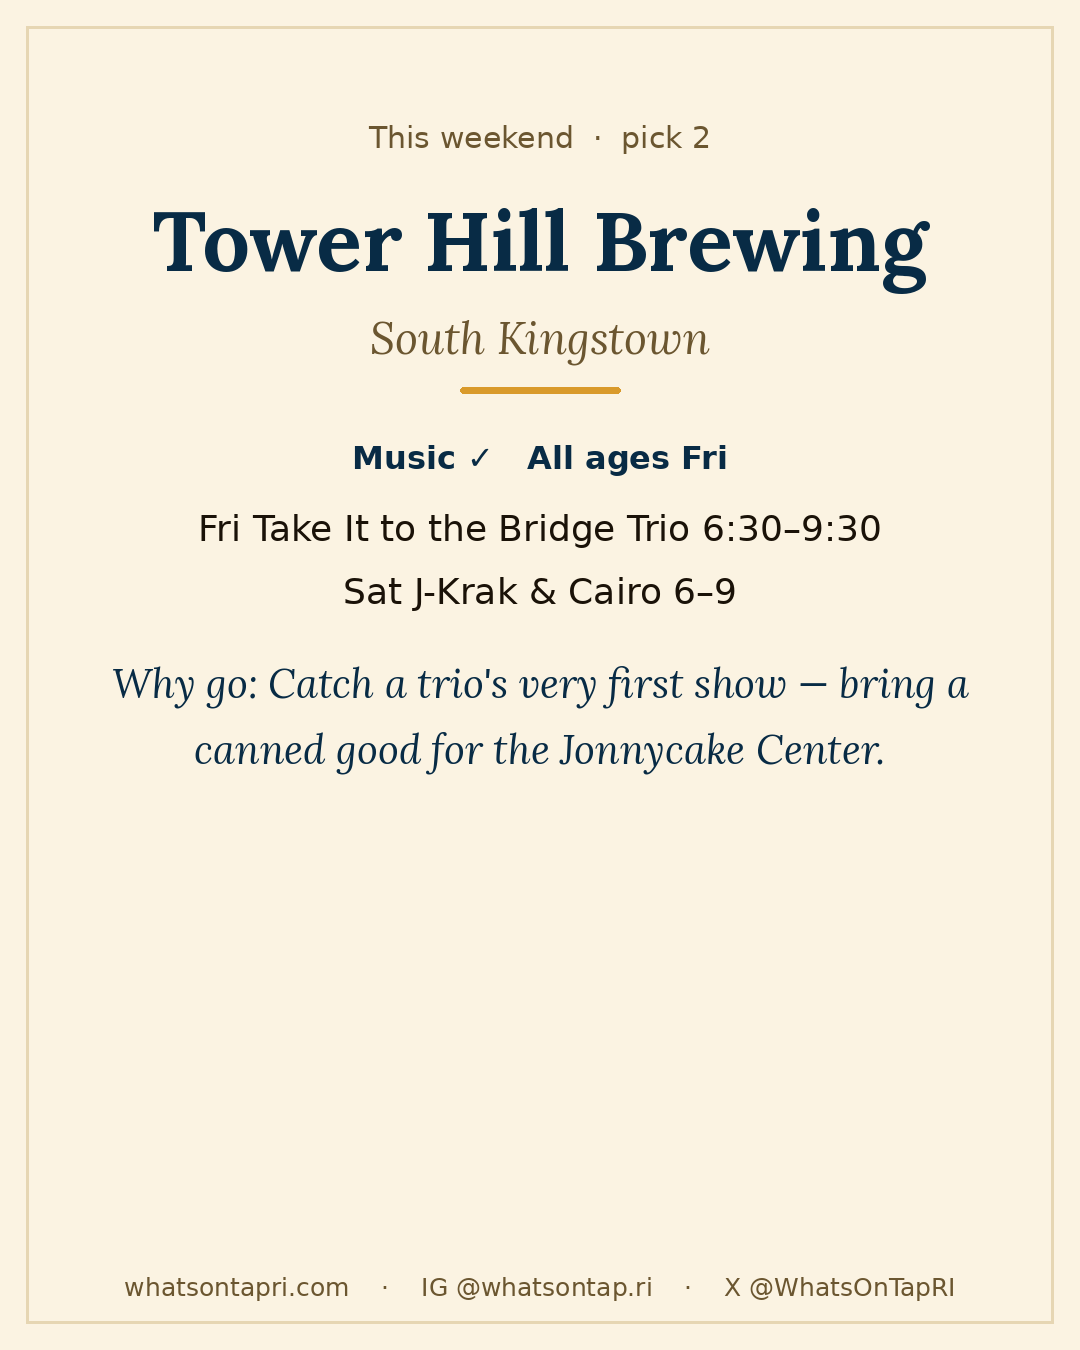 This weekend · pick 2
Tower Hill Brewing
South Kingstown
Music ✓ All ages Fri
Fri Take It to the Bridge Trio 6:30–9:30
Sat J-Krak & Cairo 6–9
Why go: Catch a trio's very first show — bring a
canned good for the Jonnycake Center.
whatsontapri.com · IG @whatsontap.ri · X @WhatsOnTapRI